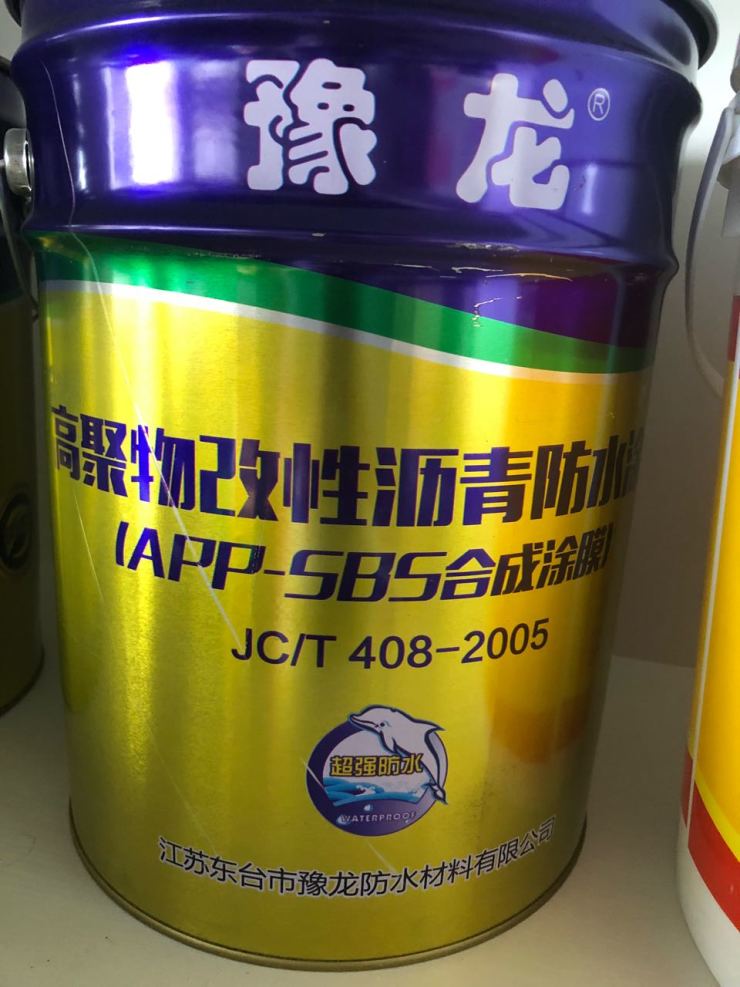 豫龙®
高聚物改性沥青防水涂
(APP-SBS合成涂膜)
JC/T 408-2005
超强防水
WATERPROOF
江苏东台市豫龙防水材料有限公司